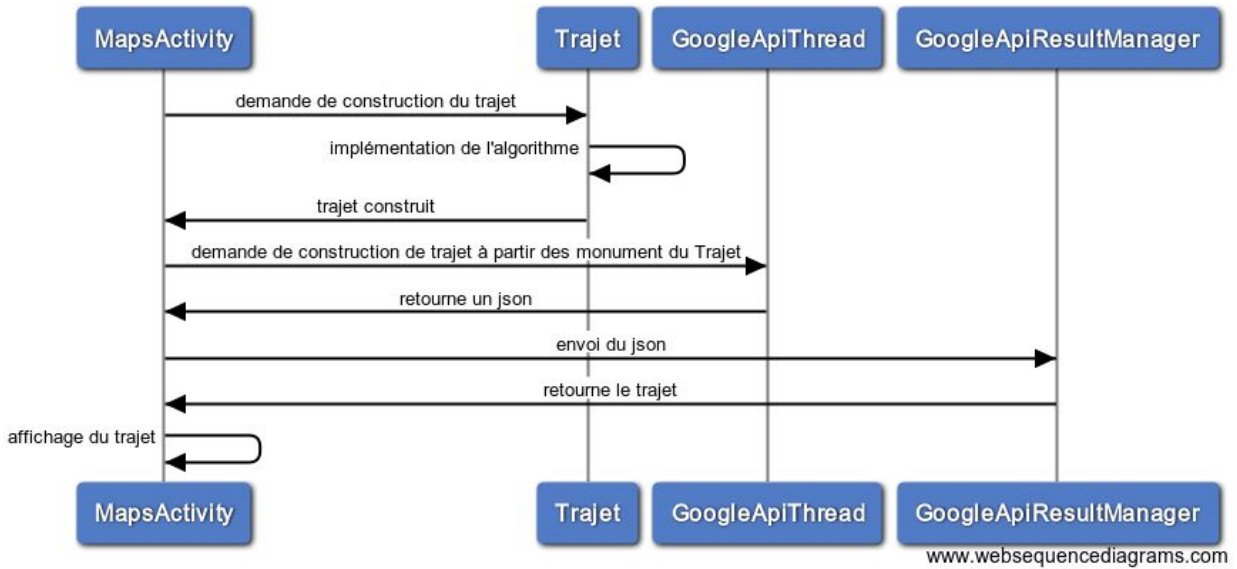 MapsActivity Trajet GoogleApiThread GoogleApiResultManager
demande de construction du trajet
implémentation de l'algorithme
trajet construit
demande de construction de trajet à partir des monument du Trajet
retourne un json
envoi du json
retourne le trajet
affichage du trajet
MapsActivity Trajet GoogleApiThread GoogleApiResultManager
www.websequencediagrams.com